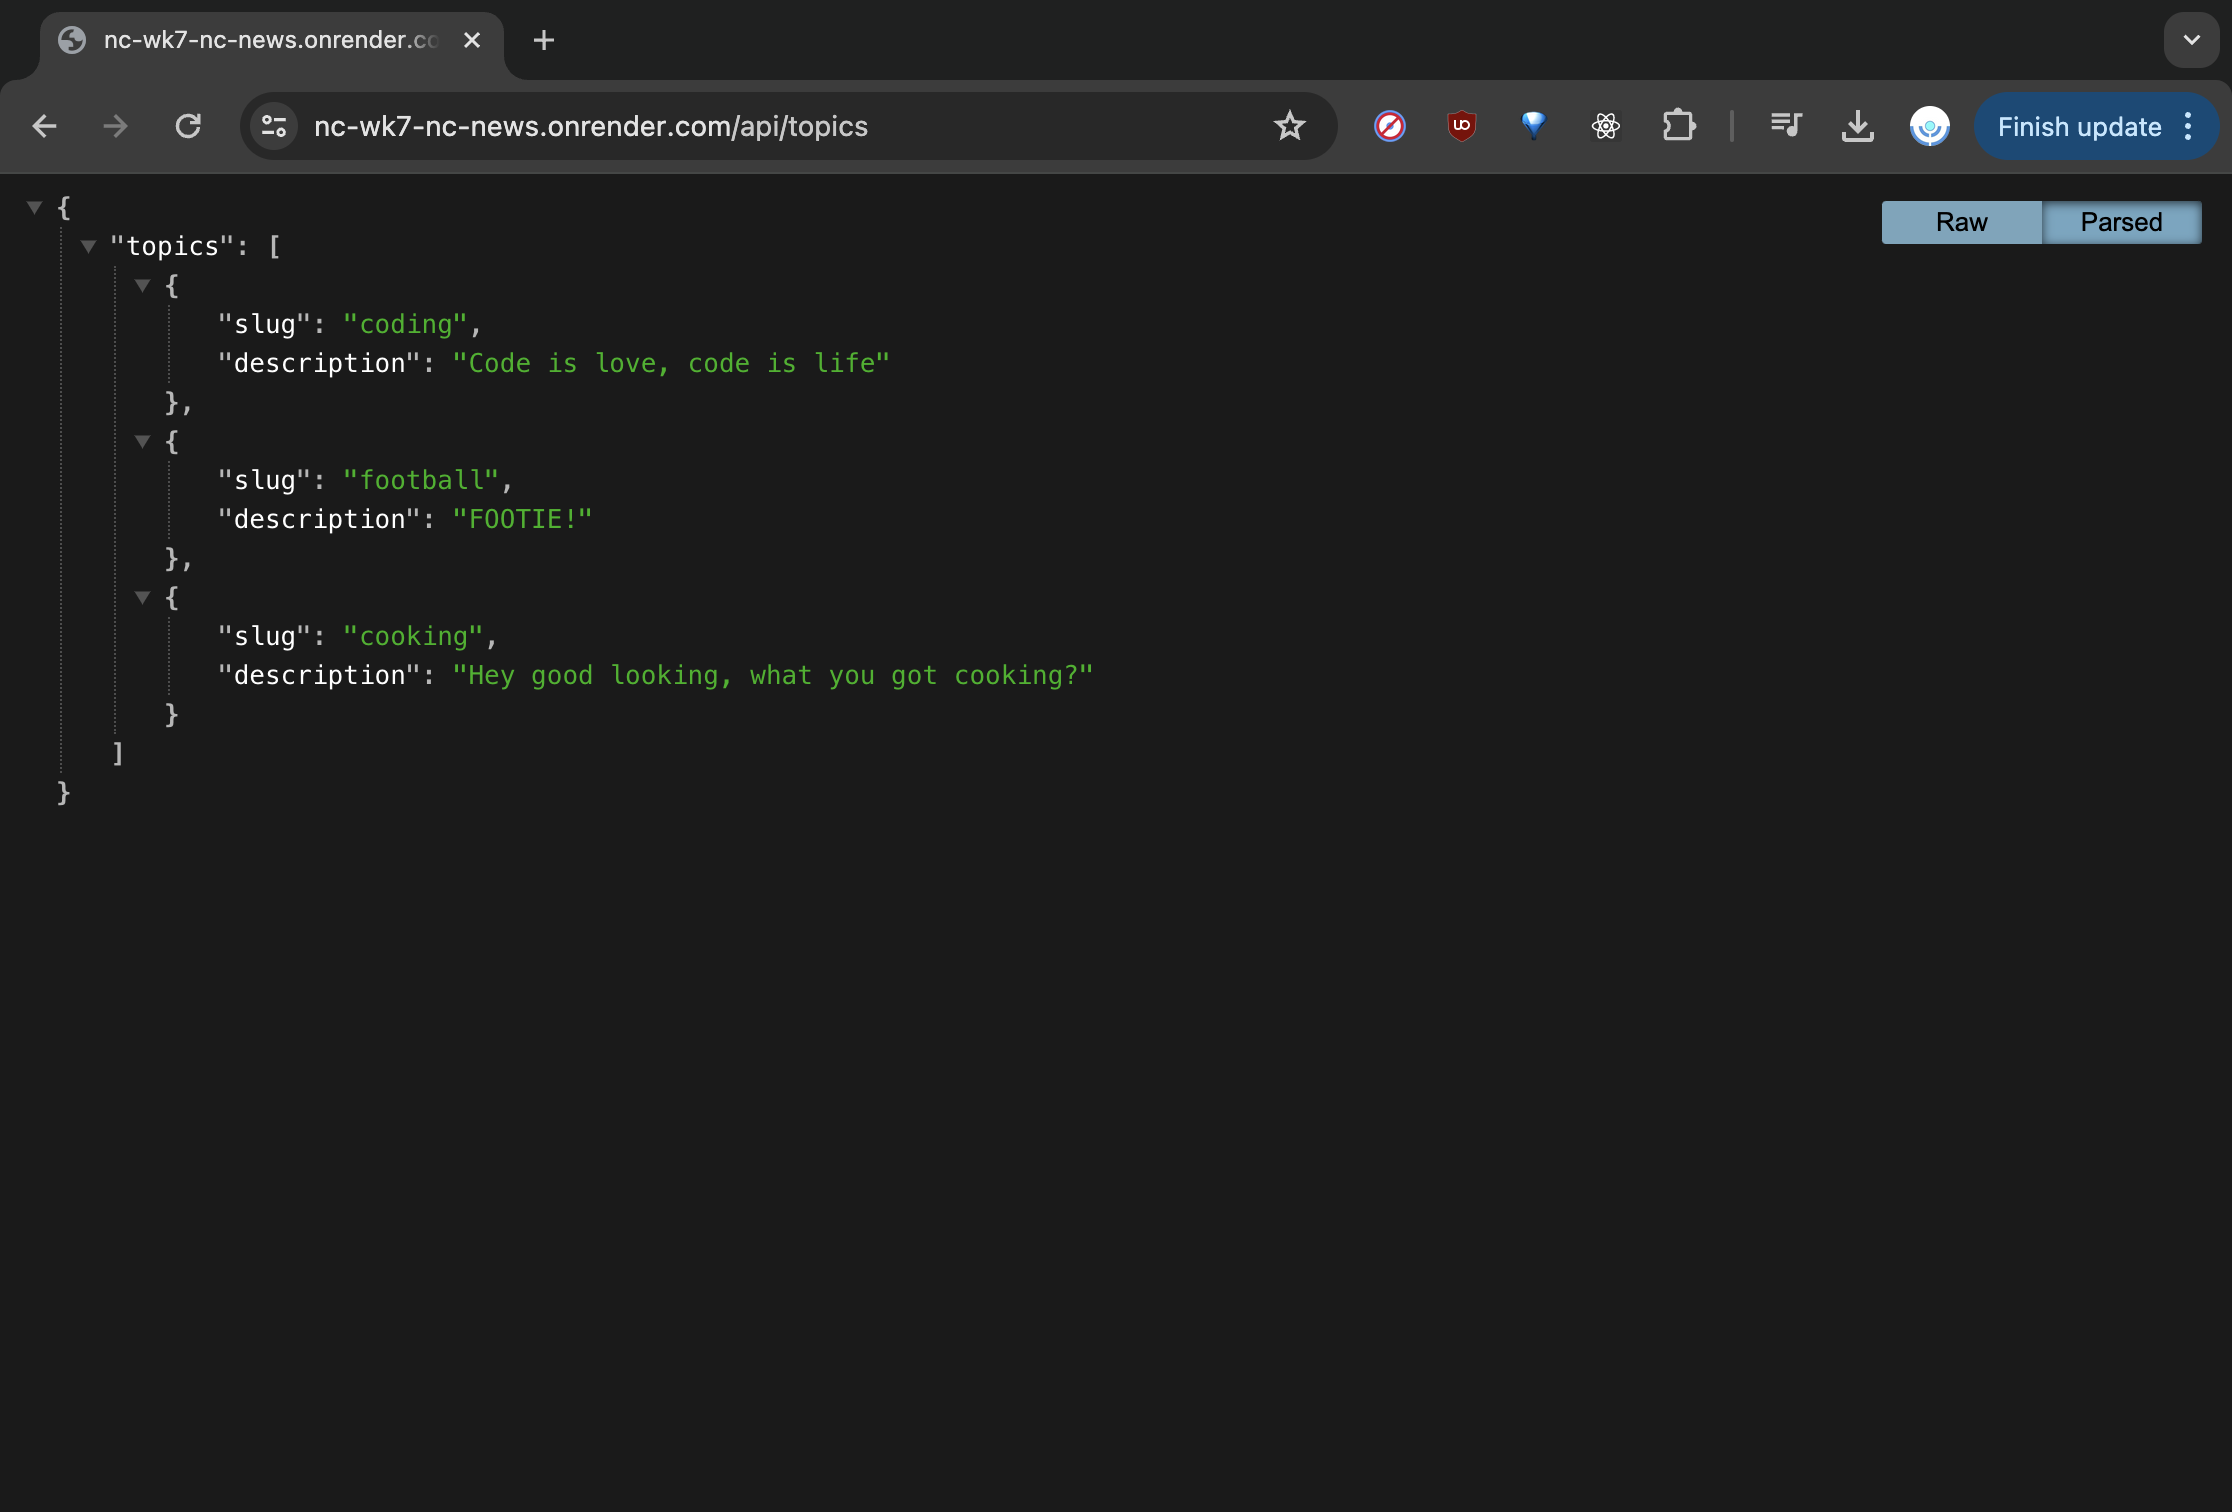 nc-wk7-nc-news.onrender.co
nc-wk7-nc-news.onrender.com/api/topics
Finish update
Raw
Parsed
{
"topics": [
{
"slug": "coding",
"description": "Code is love, code is life"
},
{
"slug": "football",
"description": "FOOTIE!"
},
{
"slug": "cooking",
"description": "Hey good looking, what you got cooking?"
}
]
}